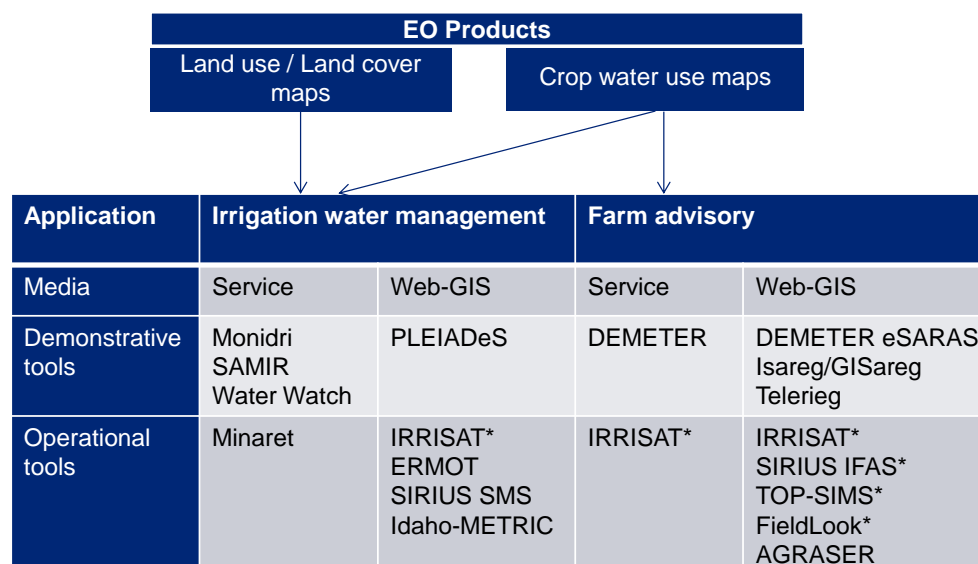 EO Products
Land use / Land cover
maps
Crop water use maps
Application
Irrigation water management
Farm advisory
Media
Service
Web-GIS
Service
Web-GIS
Demonstrative
tools
Monidri
SAMIR
Water Watch
PLEIADeS
DEMETER
DEMETER eSARAS
Isareg/GISareg
Telerieg
Operational
tools
Minaret
IRRISAT*
ERMOT
SIRIUS SMS
Idaho-METRIC
IRRISAT*
IRRISAT*
SIRIUS IFAS*
TOP-SIMS*
FieldLook*
AGRASER